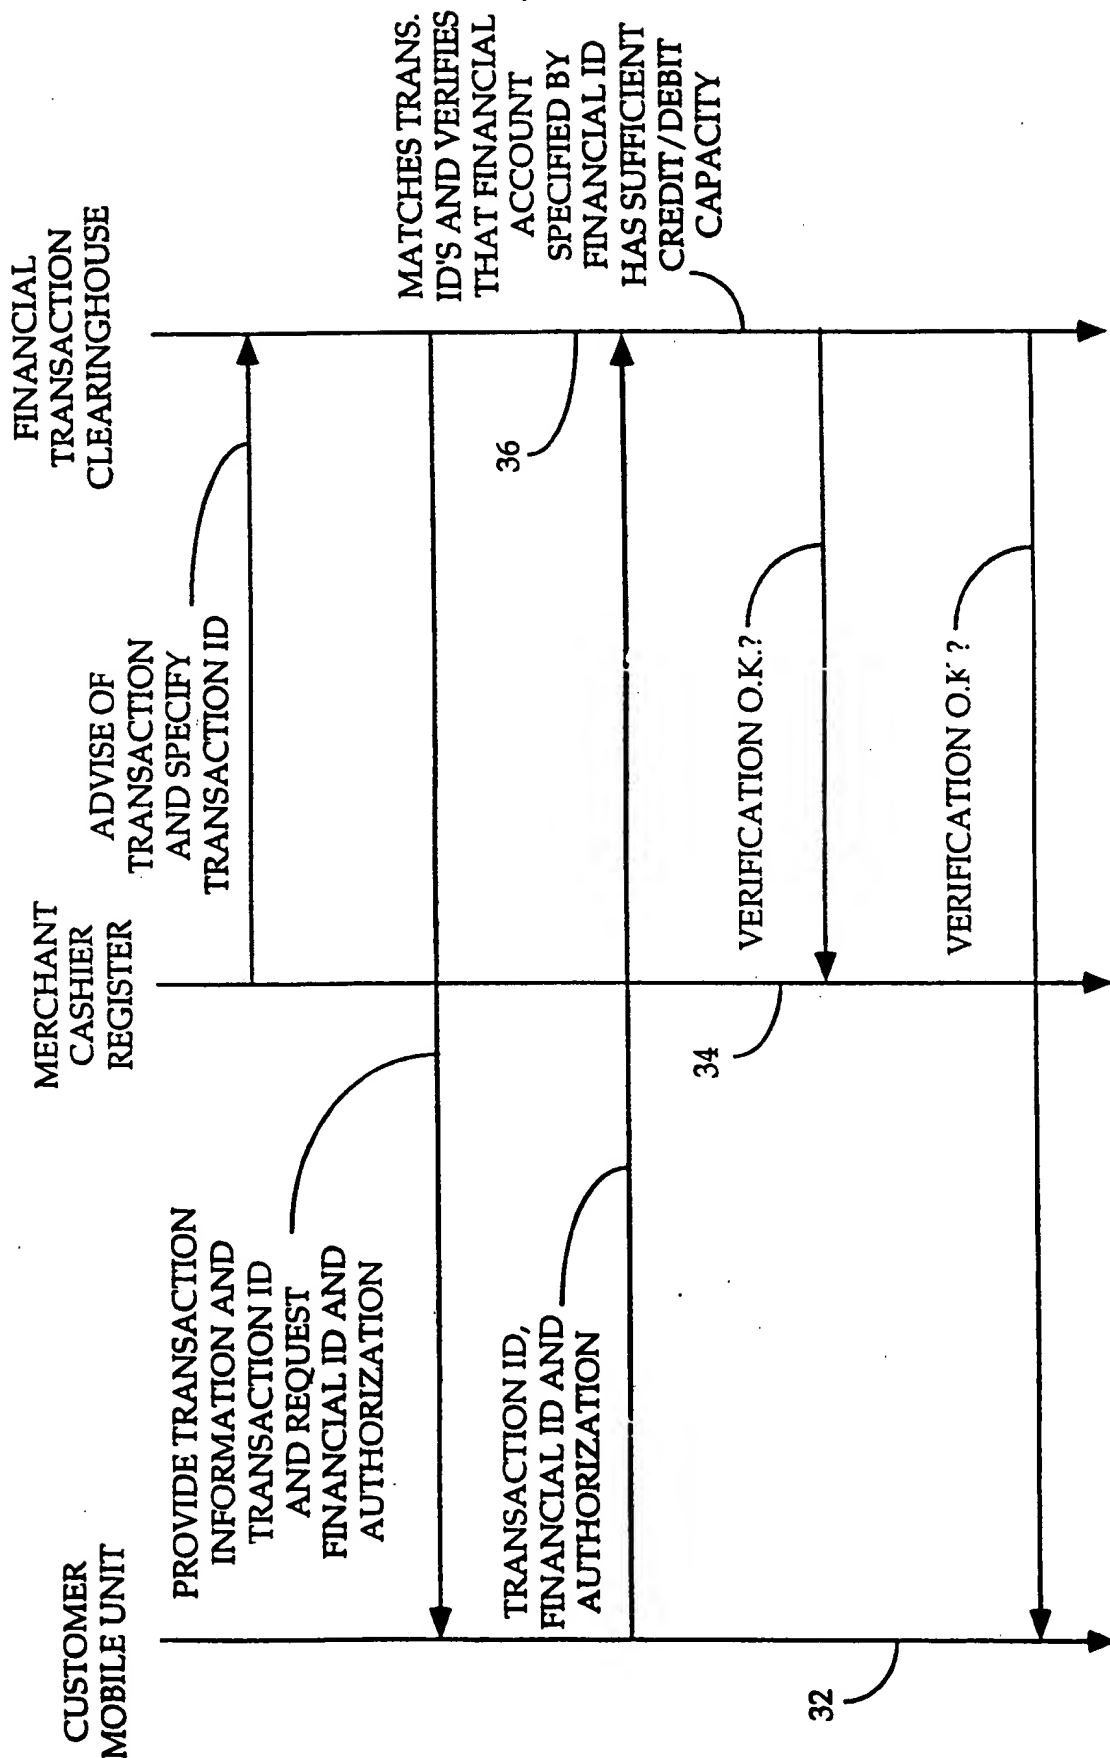 CUSTOMER
MOBILE UNIT
MERCHANT
CASHIER
REGISTER
FINANCIAL
TRANSACTION
CLEARINGHOUSE
ADVISE OF
TRANSACTION
AND SPECIFY
TRANSACTION ID
PROVIDE TRANSACTION
INFORMATION AND
TRANSACTION ID
AND REQUEST
FINANCIAL ID AND
AUTHORIZATION
MATCHES TRANS.
ID'S AND VERIFIES
THAT FINANCIAL
ACCOUNT
SPECIFIED BY
FINANCIAL ID
HAS SUFFICIENT
CREDIT/DEBIT
CAPACITY
36
TRANSACTION ID,
FINANCIAL ID AND
AUTHORIZATION
34
VERIFICATION O.K.?
32
VERIFICATION O.K ?